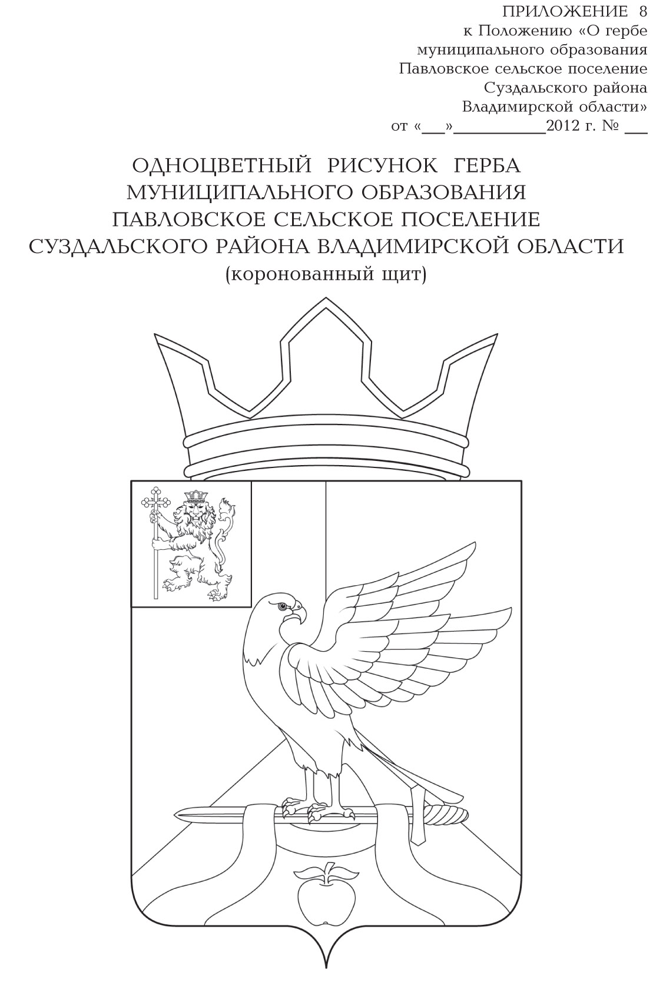 ПРИЛОЖЕНИЕ 8
к Положению «О гербе
муниципального образования
Павловское сельское поселение
Суздальского района
Владимирской области»
от «___»____________2012 г. № ___
ОДНОЦВЕТНЫЙ РИСУНОК ГЕРБА
МУНИЦИПАЛЬНОГО ОБРАЗОВАНИЯ
ПАВЛОВСКОЕ СЕЛЬСКОЕ ПОСЕЛЕНИЕ
СУЗДАЛЬСКОГО РАЙОНА ВЛАДИМИРСКОЙ ОБЛАСТИ
(коронованный щит)